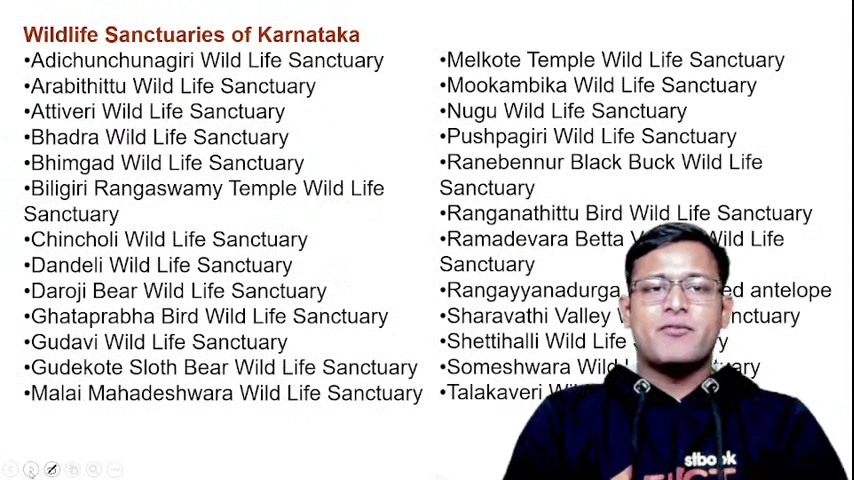 Wildlife Sanctuaries of Karnataka
•Adichunchunagiri Wild Life Sanctuary
•Arabithittu Wild Life Sanctuary
•Attiveri Wild Life Sanctuary
•Bhadra Wild Life Sanctuary
•Bhimgad Wild Life Sanctuary
•Biligiri Rangaswamy Temple Wild Life
Sanctuary
•Chincholi Wild Life Sanctuary
•Dandeli Wild Life Sanctuary
•Daroji Bear Wild Life Sanctuary
•Ghataprabha Bird Wild Life Sanctuary
•Gudavi Wild Life Sanctuary
•Gudekote Sloth Bear Wild Life Sanctuary
•Malai Mahadeshwara Wild Life Sanctuary
•Melkote Temple Wild Life Sanctuary
•Mookambika Wild Life Sanctuary
•Nugu Wild Life Sanctuary
•Pushpagiri Wild Life Sanctuary
•Ranebennur Black Buck Wild Life
Sanctuary
•Ranganathittu Bird Wild Life Sanctuary
•Ramadevara Betta Wild Life
Sanctuary
•Rangayyanadurga antelope
•Sharavathi Valley
•Shettihalli Wild Life
•Someshwara Wild
•Talakaveri